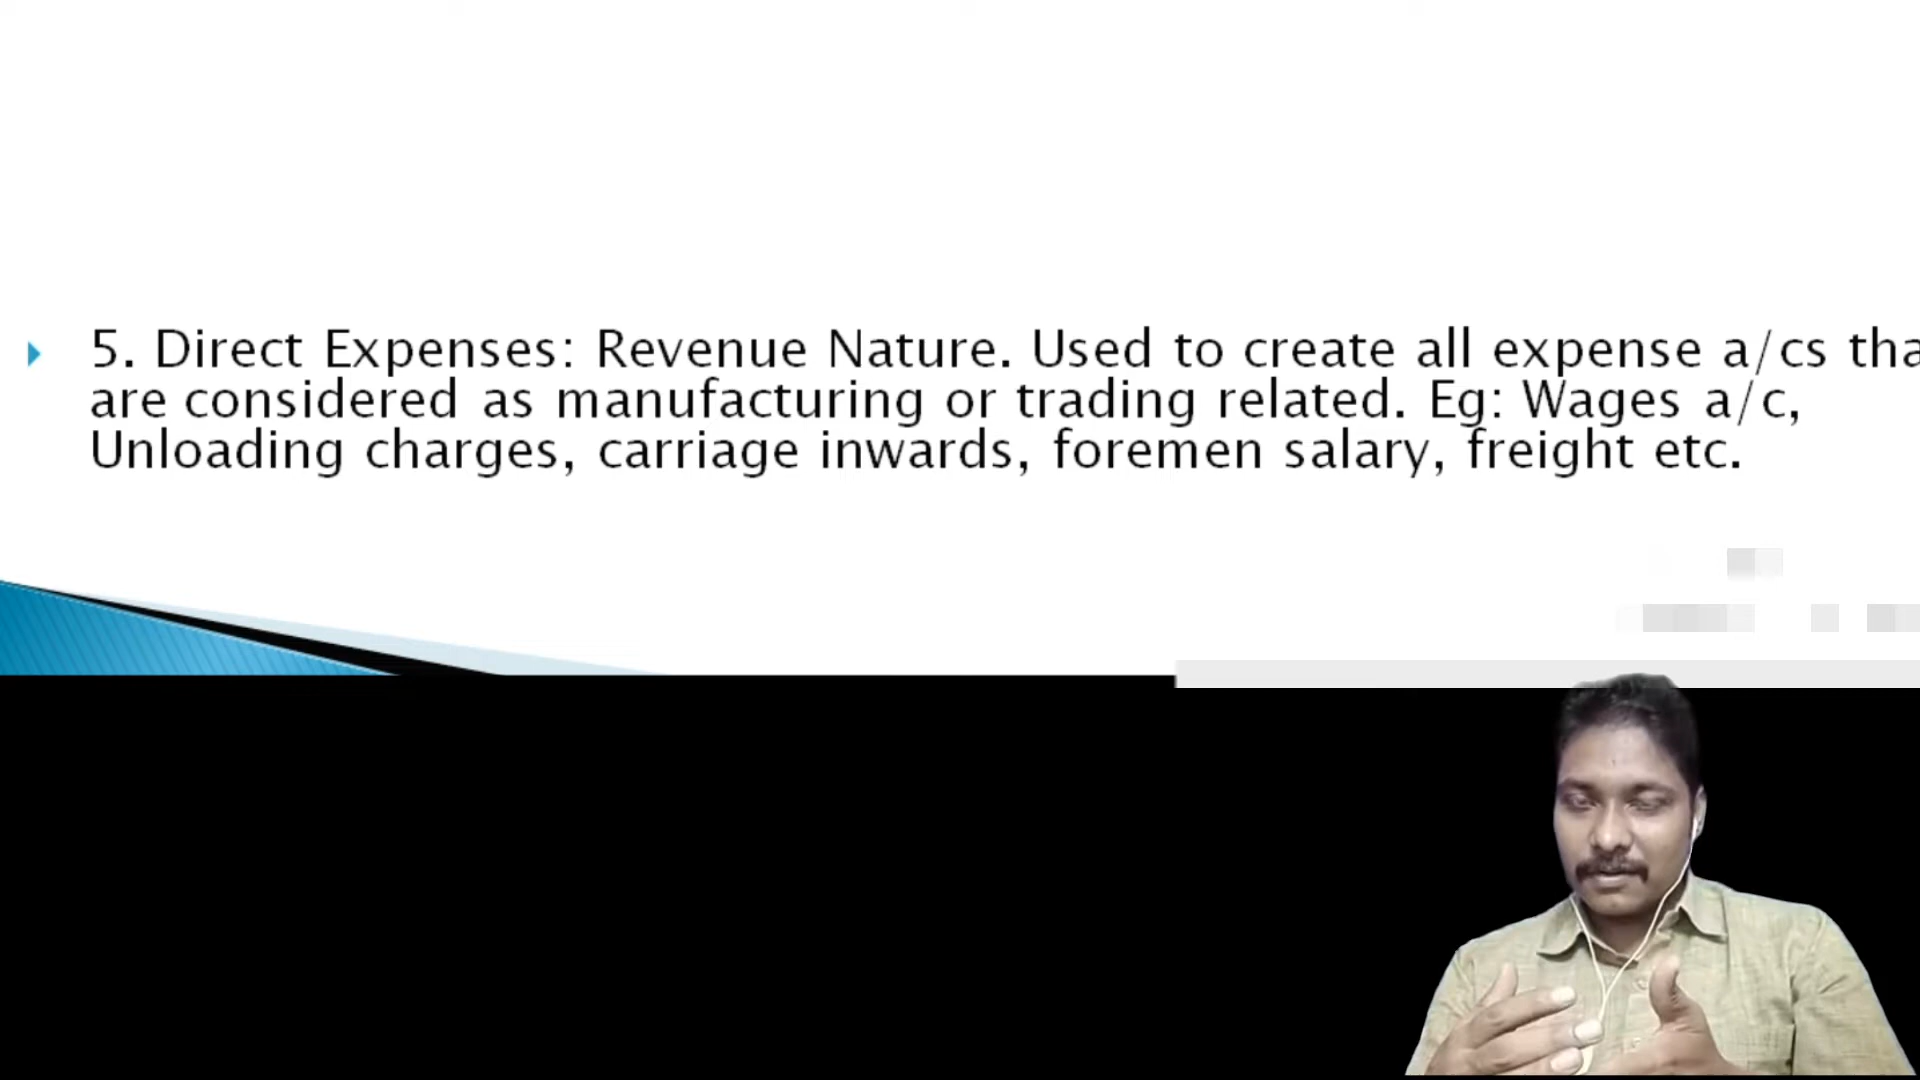 5. Direct Expenses: Revenue Nature. Used to create all expense a/cs tha
are considered as manufacturing or trading related. Eg: Wages a/c,
Unloading charges, carriage inwards, foremen salary, freight etc.